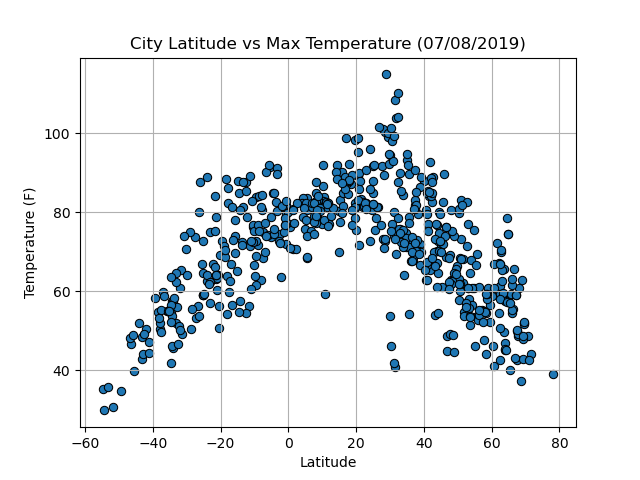 City Latitude vs Max Temperature (07/08/2019)
100
80
60
40
Temperature (F)
−60 −40 −20 0 20 40 60 80
Latitude